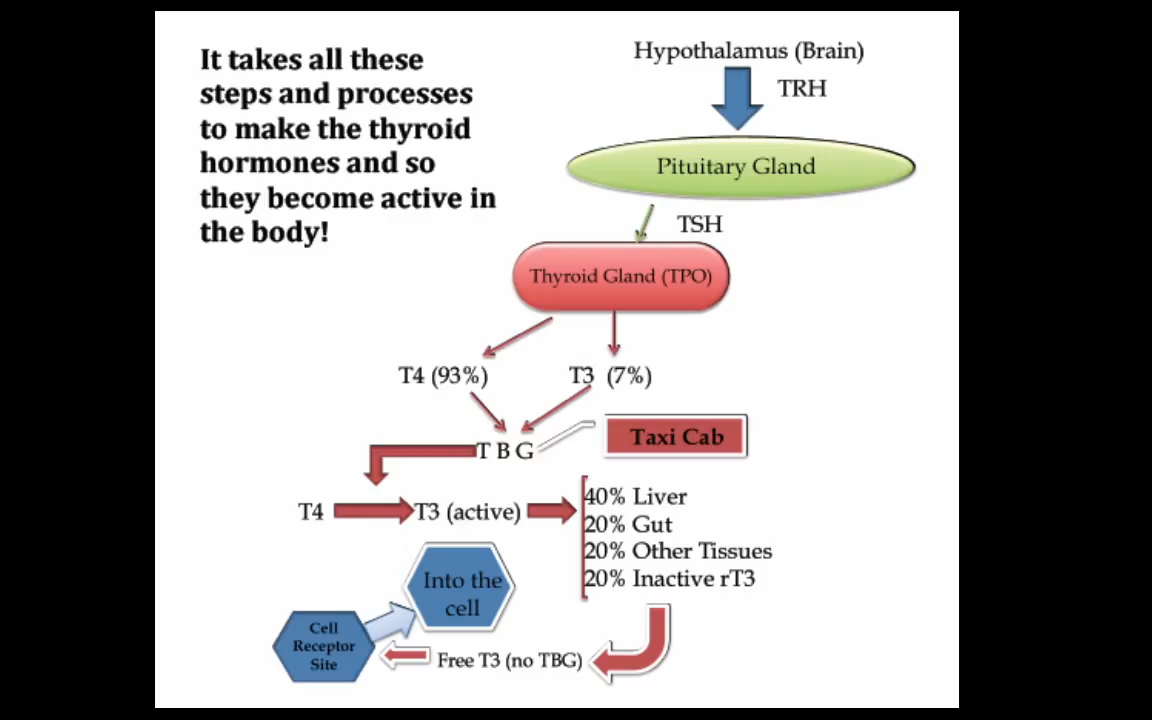 It takes all these
steps and processes
to make the thyroid
hormones and so
they become active in
the body!
Hypothalamus (Brain)
TRH
Pituitary Gland
TSH
Thyroid Gland (TPO)
T4 (93%)
T3 (7%)
T B G
Taxi Cab
T4
T3 (active)
40% Liver
20% Gut
20% Other Tissues
20% Inactive rT3
Into the
cell
Cell
Receptor
Site
Free T3 (no TBG)